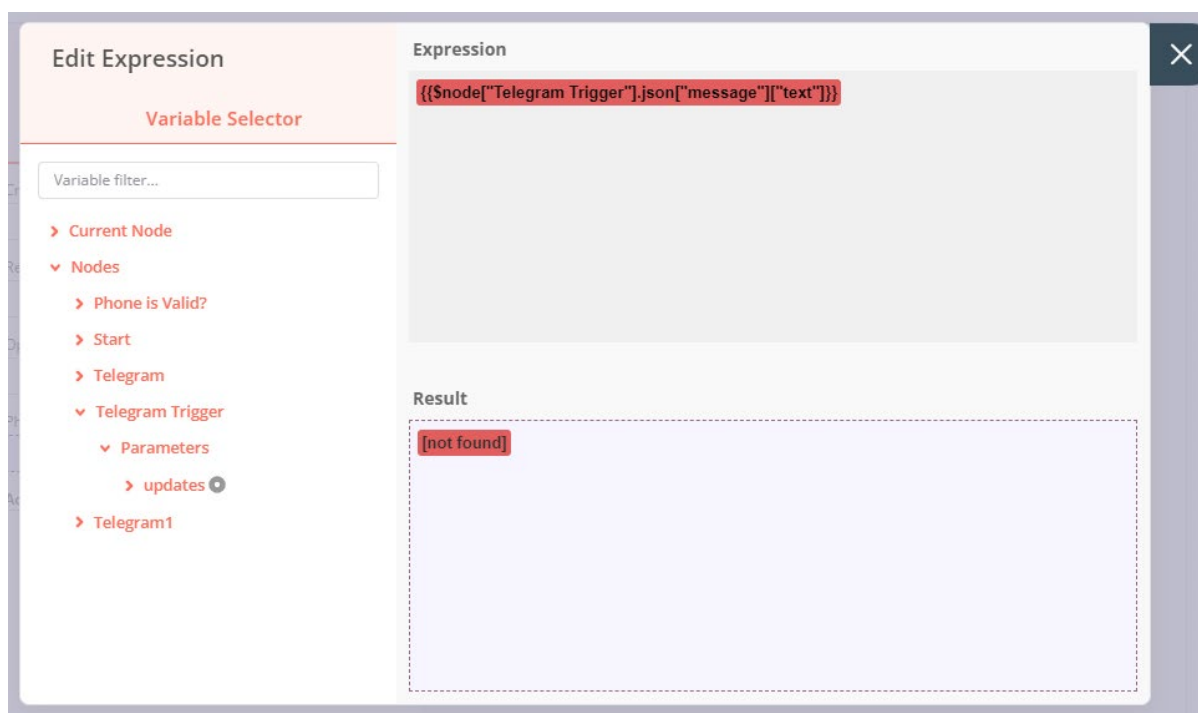 Edit Expression
Variable Selector
Variable filter...
Current Node
Nodes
Phone is Valid?
Start
Telegram
Telegram Trigger
Parameters
updates
Telegram1
Expression
{{$node["Telegram Trigger"].json["message"]["text"]}}
Result
[not found]